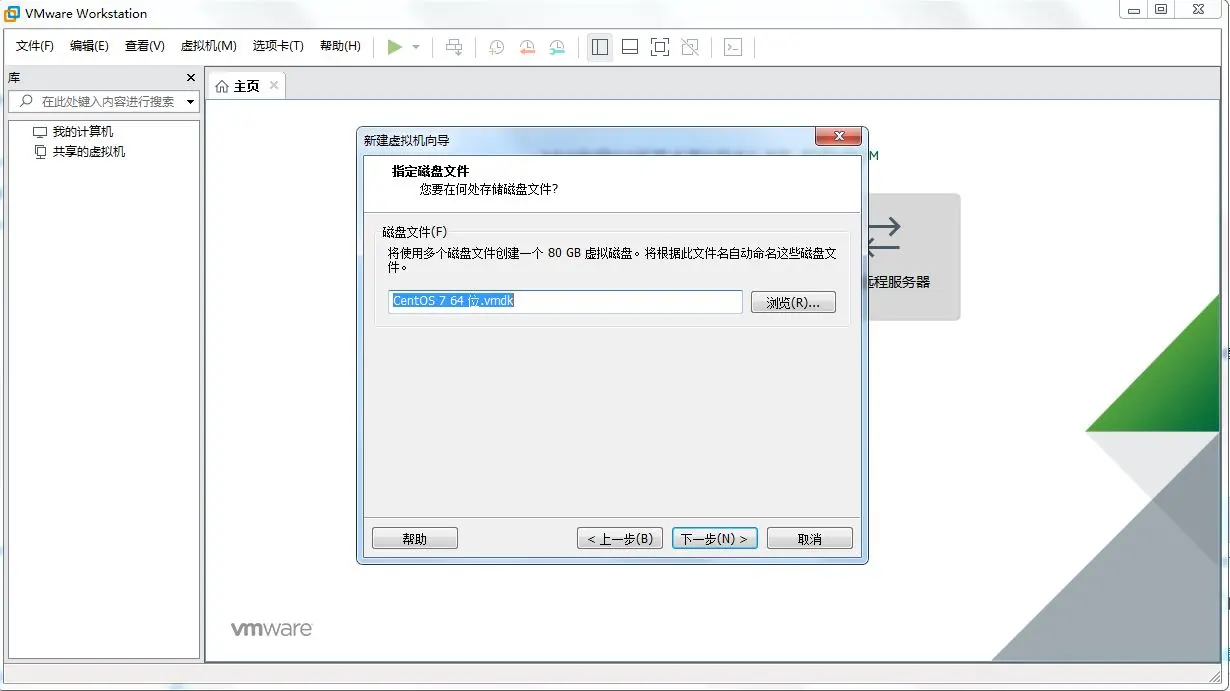 VMware Workstation
文件(F) 编辑(E) 查看(V) 虚拟机(M) 选项卡(T) 帮助(H)
库
在此处键入内容进行搜索
我的计算机
共享的虚拟机
主页
新建虚拟机向导
指定磁盘文件
您要在何处存储磁盘文件?
磁盘文件(F)
将使用多个磁盘文件创建一个 80 GB 虚拟磁盘。将根据此文件名自动命名这些磁盘文
件。
CentOS 7 64 位.vmdk
浏览(R)...
帮助
< 上一步(B)
下一步(N) >
取消
M
程服务器
vmware